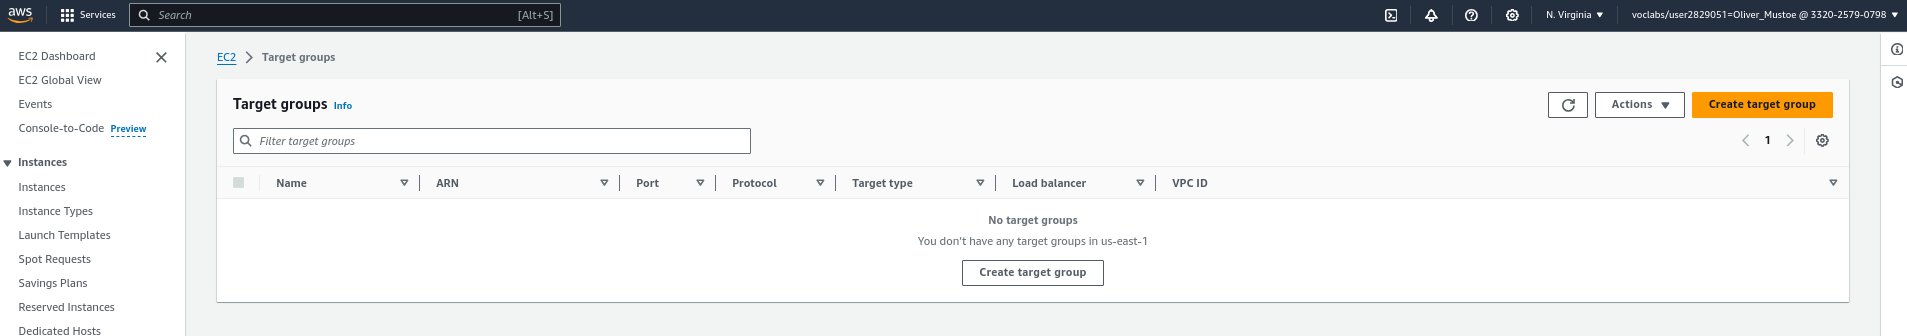 aws
Services
Search [Alt+S]
N. Virginia
voclabs/user2829051=Oliver_Mustoe @ 3320-2579-0798
EC2 Dashboard
EC2 Global View
Events
Console-to-Code Preview
Instances
Instances
Instance Types
Launch Templates
Spot Requests
Savings Plans
Reserved Instances
Dedicated Hosts
EC2 Target groups
Target groups Info
Actions
Create target group
Filter target groups
1
Name ARN Port Protocol Target type Load balancer VPC ID
No target groups
You don't have any target groups in us-east-1
Create target group